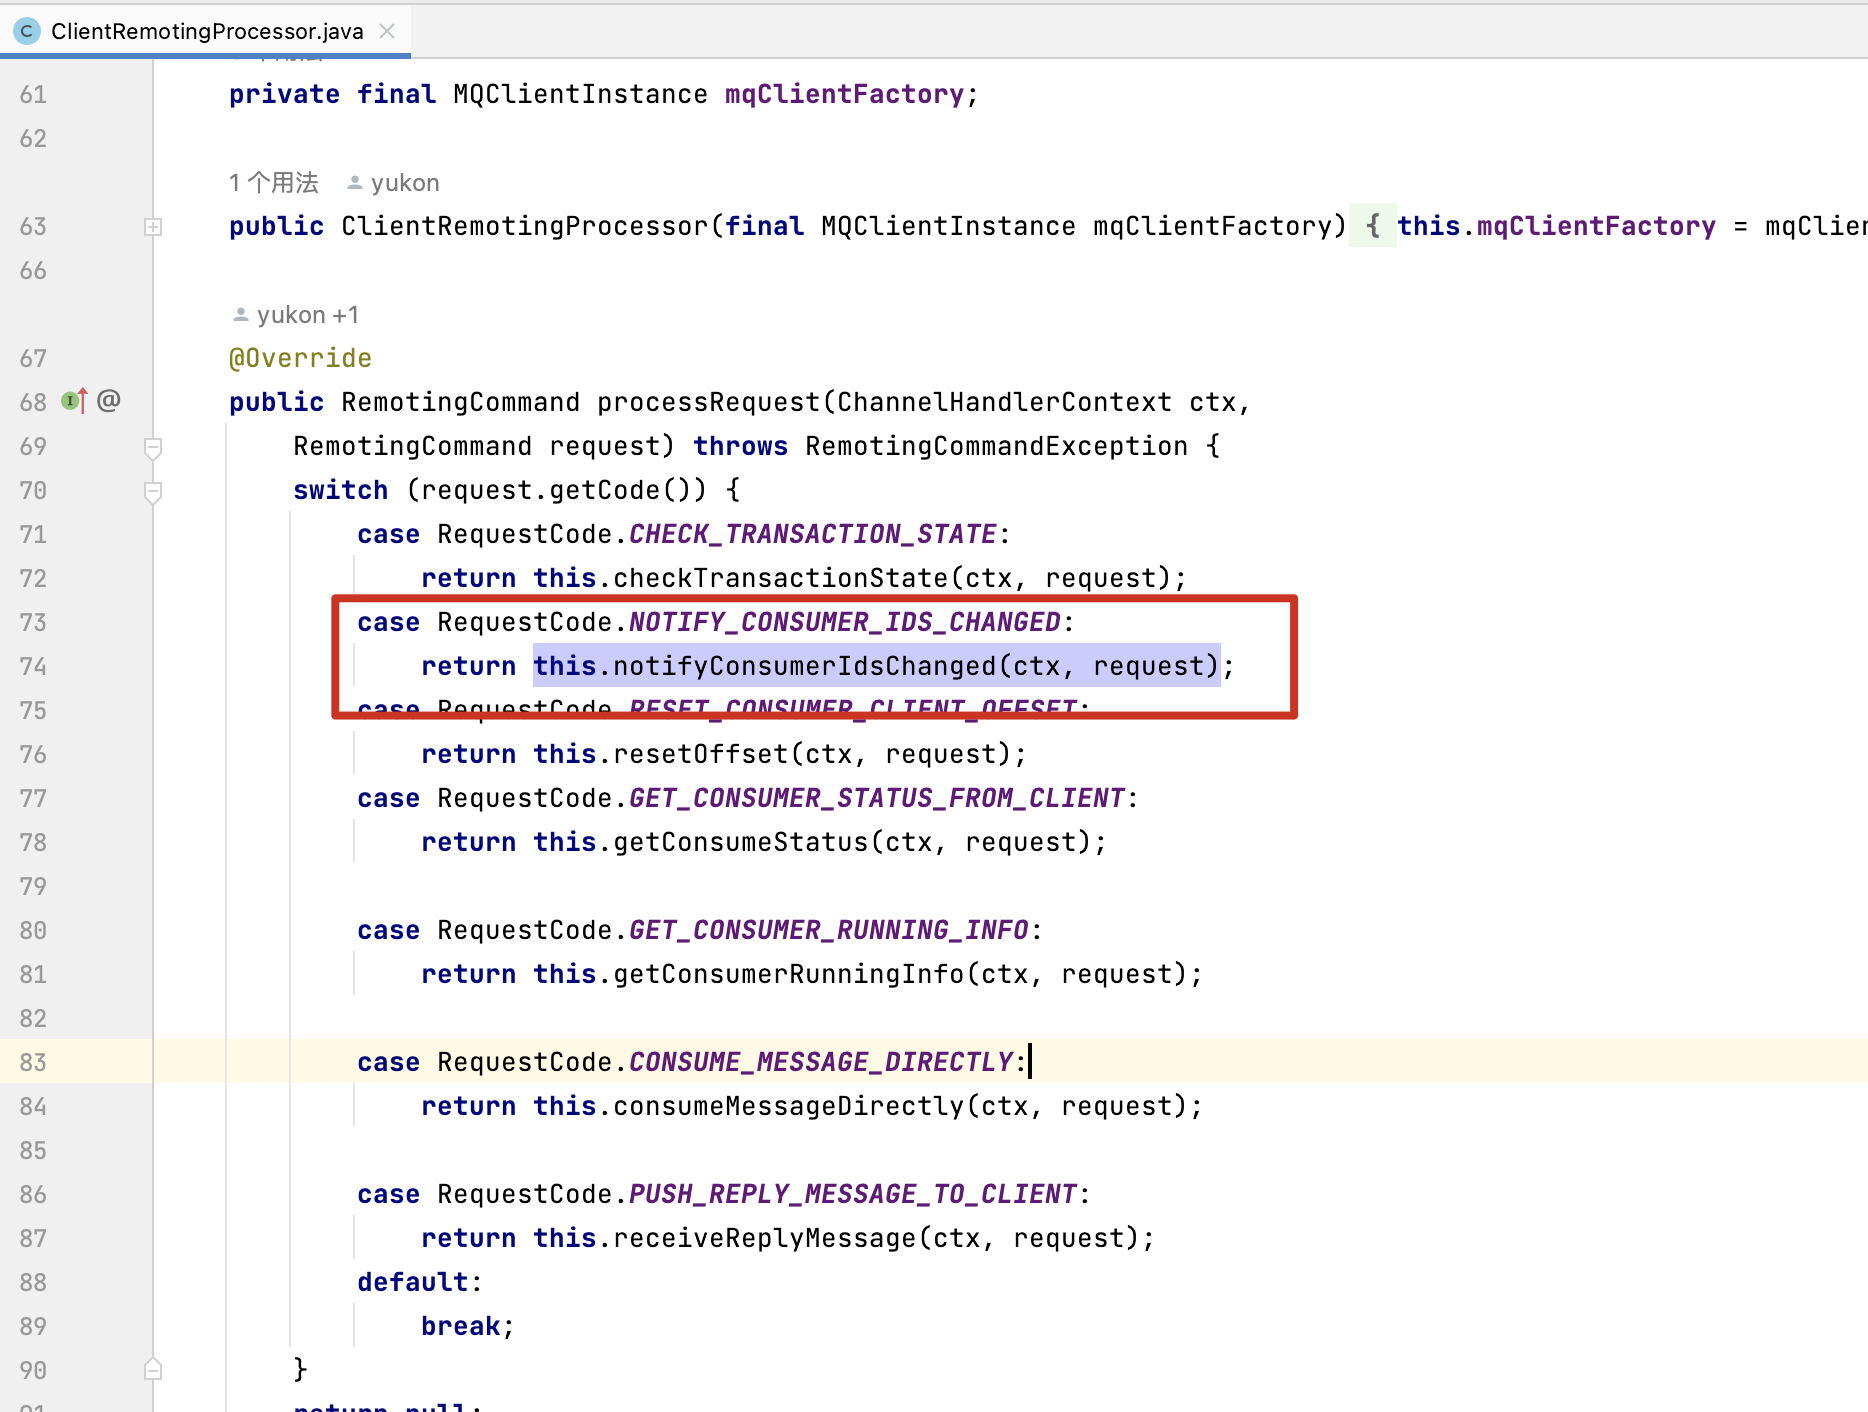 ClientRemotingProcessor.java
61 private final MQClientInstance mqClientFactory;
62
1 个用法 yukon
63 public ClientRemotingProcessor(final MQClientInstance mqClientFactory) { this.mqClientFactory = mqClien
66
yukon +1
67 @Override
68 @ public RemotingCommand processRequest(ChannelHandlerContext ctx,
69 RemotingCommand request) throws RemotingCommandException {
70 switch (request.getCode()) {
71 case RequestCode.CHECK_TRANSACTION_STATE:
72 return this.checkTransactionState(ctx, request);
73 case RequestCode.NOTIFY_CONSUMER_IDS_CHANGED:
74 return this.notifyConsumerIdsChanged(ctx, request);
75 case RequestCode.RESET_CONSUMER_CLIENT_OFFSET:
76 return this.resetOffset(ctx, request);
77 case RequestCode.GET_CONSUMER_STATUS_FROM_CLIENT:
78 return this.getConsumeStatus(ctx, request);
79
80 case RequestCode.GET_CONSUMER_RUNNING_INFO:
81 return this.getConsumerRunningInfo(ctx, request);
82
83 case RequestCode.CONSUME_MESSAGE_DIRECTLY:
84 return this.consumeMessageDirectly(ctx, request);
85
86 case RequestCode.PUSH_REPLY_MESSAGE_TO_CLIENT:
87 return this.receiveReplyMessage(ctx, request);
88 default:
89 break;
90 }
91 return null;